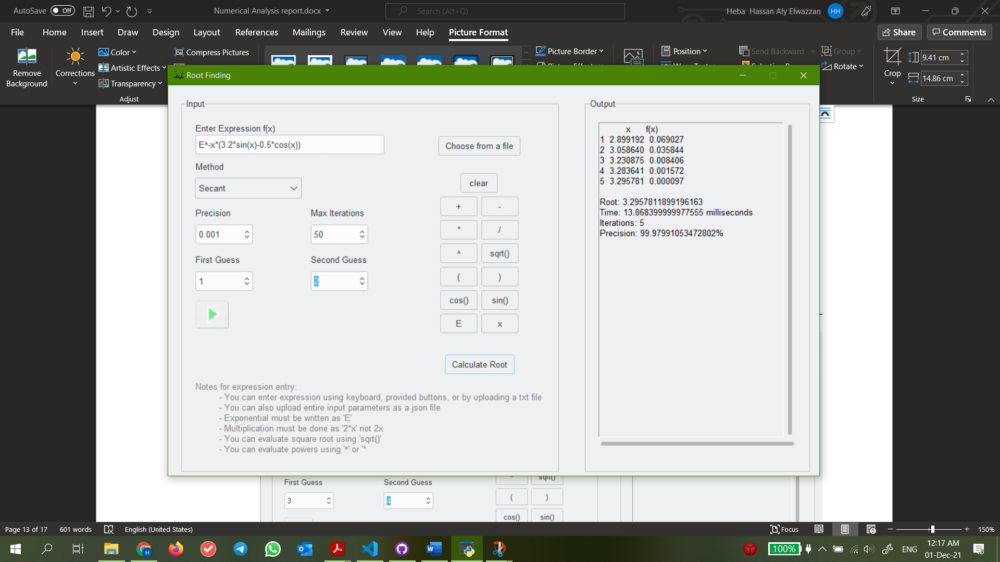 AutoSave Off Numerical Analysis report.docx Search (Alt+Q) Heba Hassan Aly Elwazzan HH
File Home Insert Draw Design Layout References Mailings Review View Help Picture Format Share Comments
Remove Background
Corrections
Color
Artistic Effects
Transparency
Adjust
Compress Pictures
Picture Border
Position
Send Backward
Group
Rotate
Crop
9.41 cm
14.86 cm
Size
Root Finding
Input
Enter Expression f(x)
E^-x*(3.2*sin(x)-0.5*cos(x))
Choose from a file
Method
Secant
clear
Precision Max Iterations
0.001 50
First Guess Second Guess
1 2
+ -
* /
^ sqrt()
( )
cos() sin()
E x
Calculate Root
Notes for expression entry:
- You can enter expression using keyboard, provided buttons, or by uploading a txt file
- You can also upload entire input parameters as a json file
- Exponential must be written as 'E'
- Multiplication must be done as '2*x' not 2x
- You can evaluate square root using 'sqrt()'
- You can evaluate powers using '^' or '*
Output
x f(x)
1 2.899192 0.069027
2 3.058640 0.035844
3 3.230875 0.008406
4 3.283641 0.001572
5 3.295781 0.000097
Root: 3.2957811899196163
Time: 13.868399999977555 milliseconds
Iterations: 5
Precision: 99.97991053472802%
First Guess Second Guess
3 4
sqrt()
( )
cos() sin()
Page 13 of 17 601 words English (United States) Focus 150%
100% ENG 12:17 AM
01-Dec-21